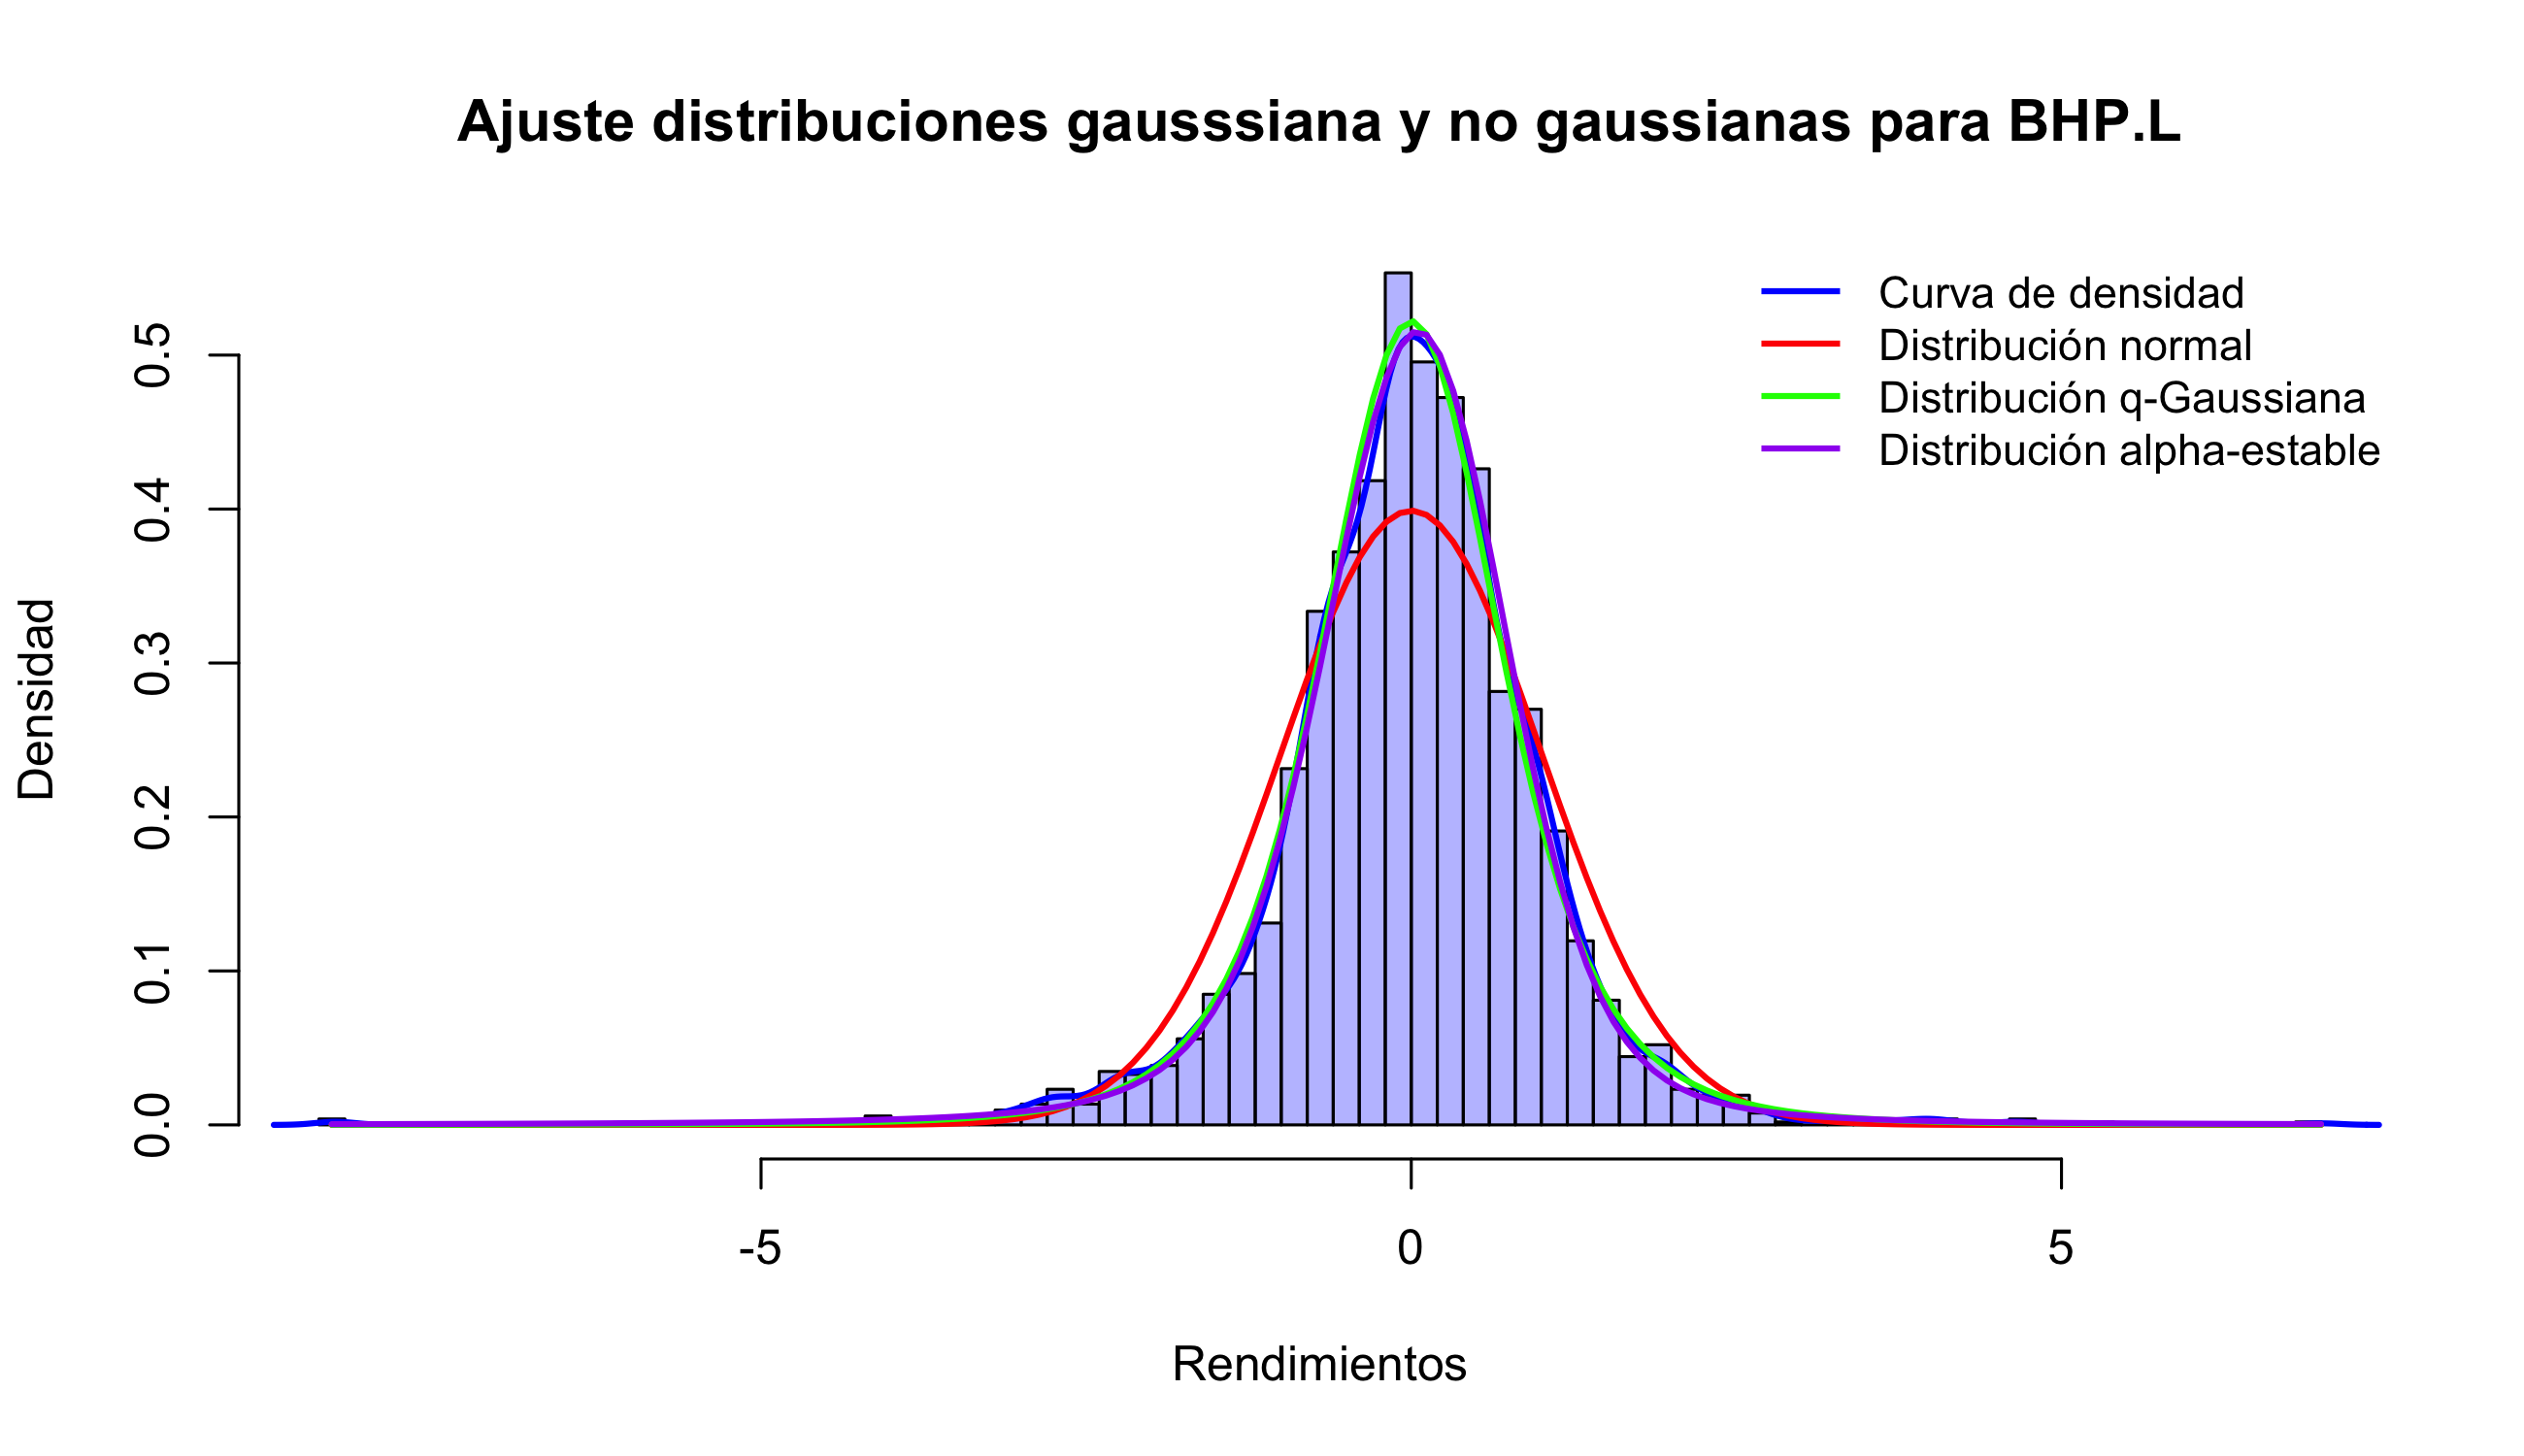 Ajuste distribuciones gausssiana y no gaussianas para BHP.L
Curva de densidad
Distribución normal
Distribución q-Gaussiana
Distribución alpha-estable
Densidad
0.5
0.4
0.3
0.2
0.1
0.0
-5
0
5
Rendimientos